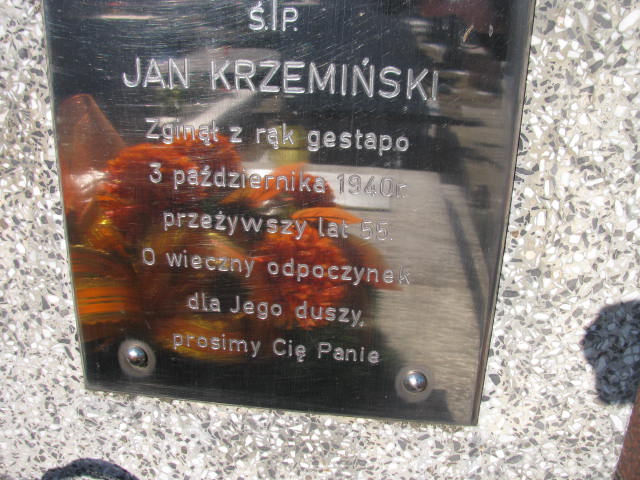 Ś.P.
JAN KRZEMIŃSKI
Zginął z rąk gestapo
3 października 1940r.
przeżywszy lat 55.
O wieczny odpoczynek
dla Jego duszy,
prosimy Cię Panie